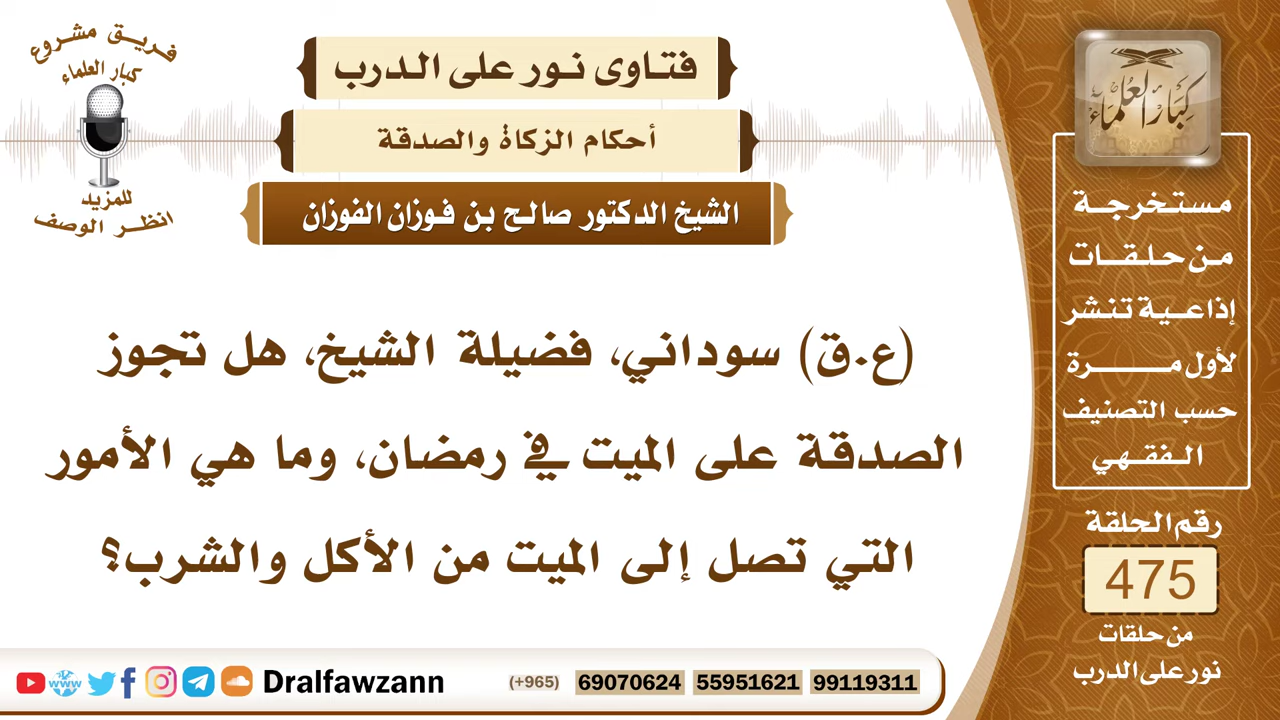 فريق مشروع
كبار العلماء
للمزيد
انظر الوصف
فتاوى نور على الدرب
أحكام الزكاة والصدقة
الشيخ الدكتور صالح بن فوزان الفوزان
(ع.ق) سوداني، فضيلة الشيخ، هل تجوز
الصدقة على الميت في رمضان، وما هي الأمور
التي تصل إلى الميت من الأكل والشرب؟
كبار العلماء
مستخرجة
من حلقات
إذاعية تنشر
لأول مرة
حسب التصنيف
الفقهي
رقم الحلقة
475
من حلقات
نور على الدرب
www Dralfawzann (+965) 69070624 55951621 99119311